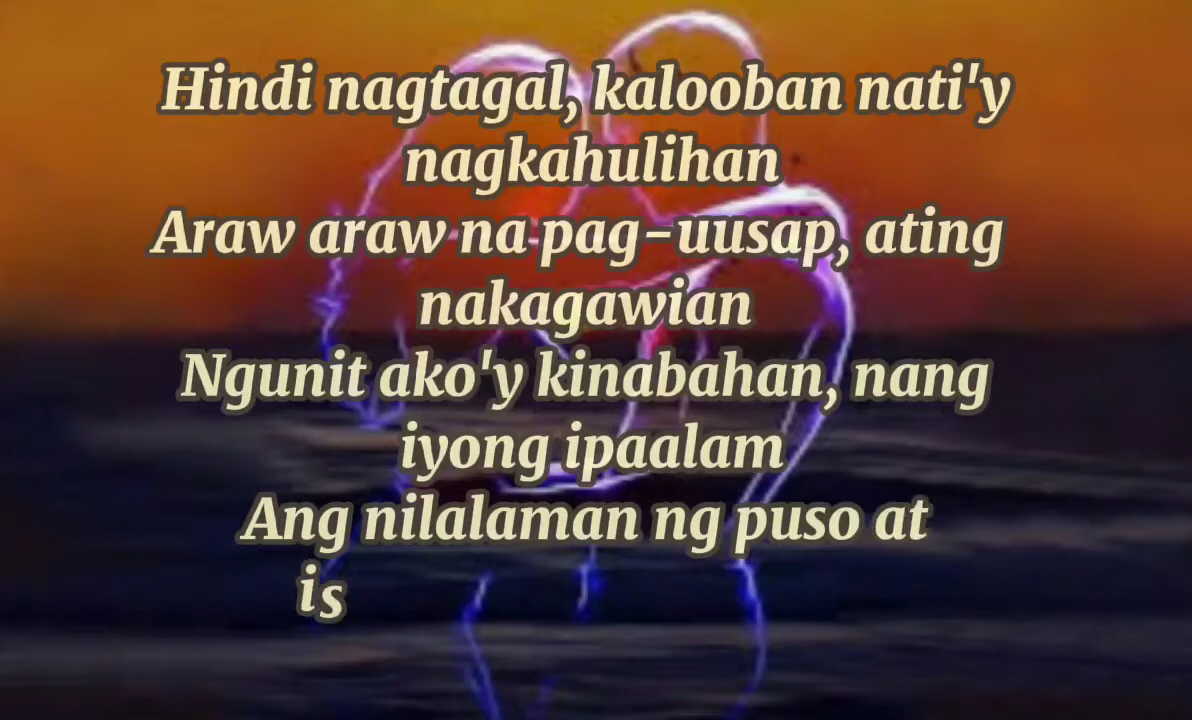 Hindi nagtagal, kalooban nati'y
nagkahulihan
Araw araw na pag-uusap, ating
nakagawian
Ngunit ako'y kinabahan, nang
iyong ipaalam
Ang nilalaman ng puso at
is